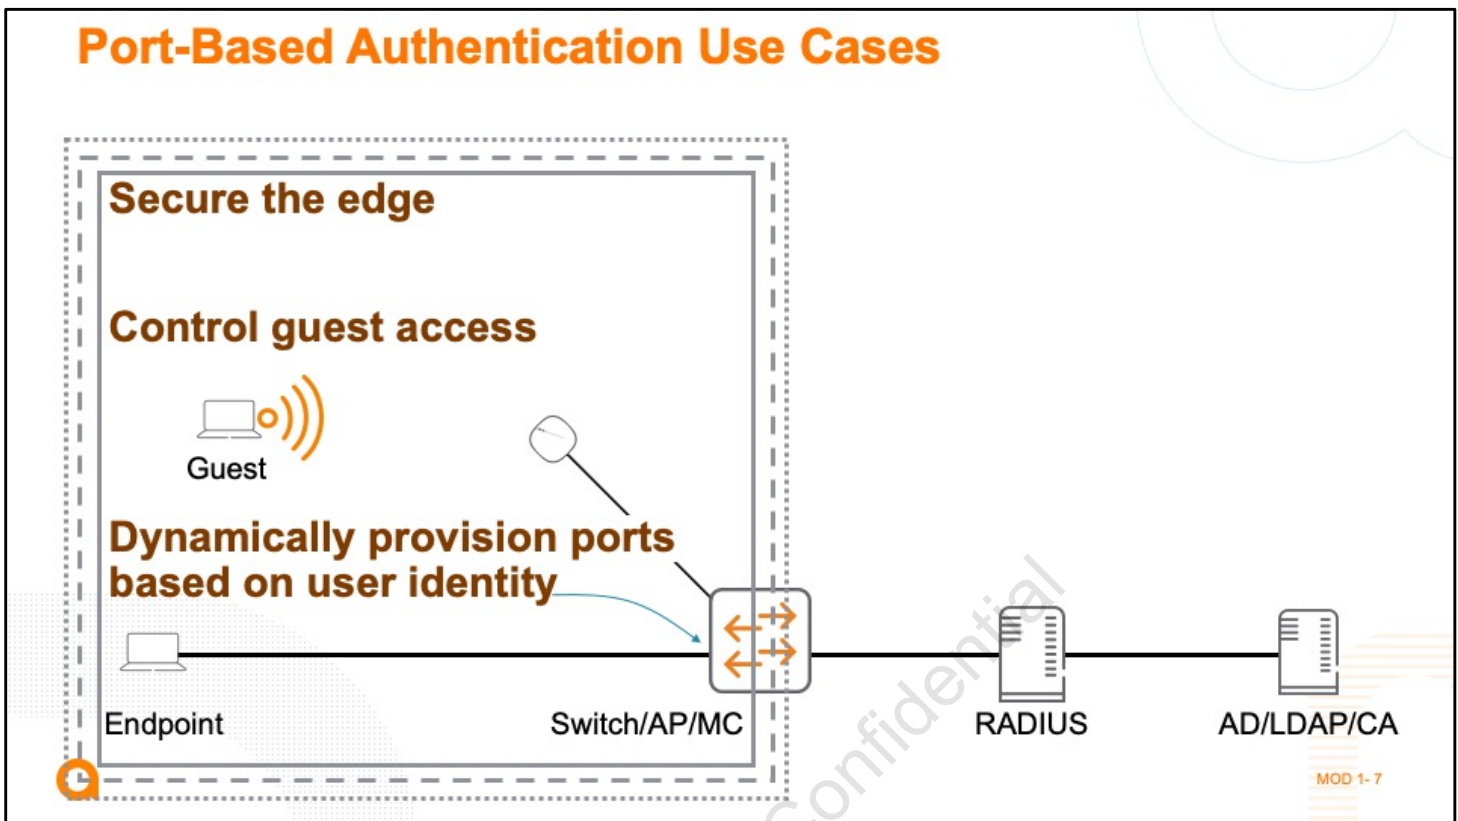 Port-Based Authentication Use Cases
Secure the edge
Control guest access
Guest
Dynamically provision ports
based on user identity
Endpoint
Switch/AP/MC
RADIUS
AD/LDAP/CA
Confidential
MOD 1- 7